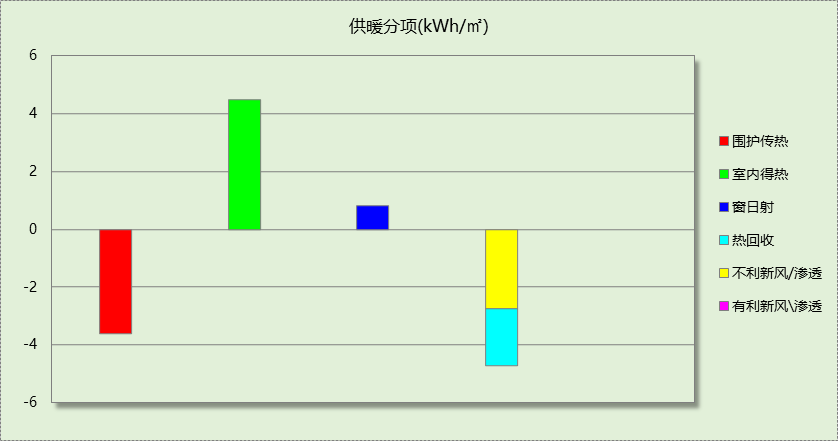 供暖分项(kWh/㎡)
6
4
2
0
-2
-4
-6
围护传热
室内得热
窗日射
热回收
不利新风/渗透
有利新风\渗透